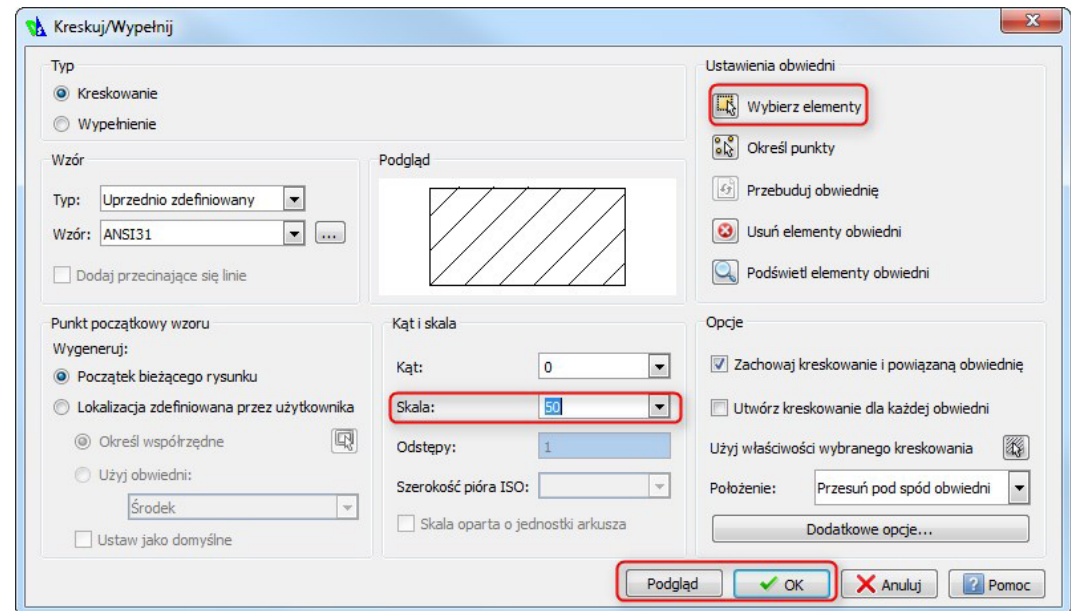 Kreskuj/Wypełnij
Typ
Kreskowanie
Wypełnienie
Wzór
Typ: Uprzednio zdefiniowany
Wzór: ANSI31 ...
Dodaj przecinające się linie
Podgląd
Ustawienia obwiedni
Wybierz elementy
Określ punkty
Przebuduj obwiednię
Usuń elementy obwiedni
Podświetl elementy obwiedni
Punkt początkowy wzoru
Wygeneruj:
Początek bieżącego rysunku
Lokalizacja zdefiniowana przez użytkownika
Określ współrzędne
Użyj obwiedni:
Środek
Ustaw jako domyślne
Kąt i skala
Kąt: 0
Skala: 50
Odstępy: 1
Szerokość pióra ISO:
Skala oparta o jednostki arkusza
Opcje
Zachowaj kreskowanie i powiązaną obwiednię
Utwórz kreskowanie dla każdej obwiedni
Użyj właściwości wybranego kreskowania
Położenie: Przesuń pod spód obwiedni
Dodatkowe opcje...
Podgląd OK Anuluj Pomoc